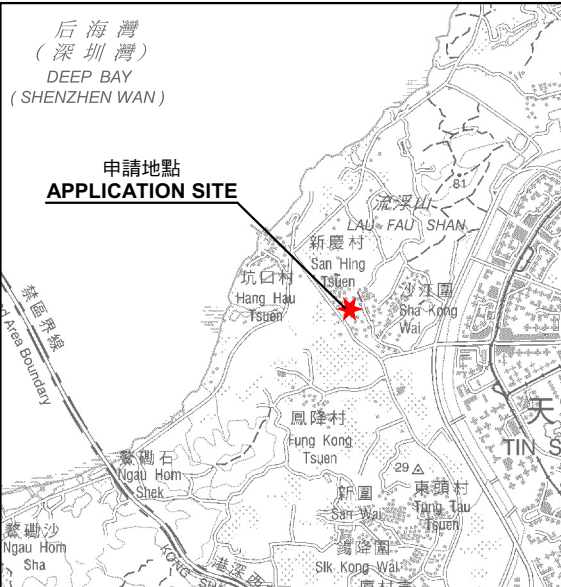 后海灣
(深圳灣)
DEEP BAY
( SHENZHEN WAN )
申請地點
APPLICATION SITE
81
流浮山
LAU FAU SHAN
新慶村
San Hing
Tsuen
坑口村
Hang Hau
Tsuen
沙江圍
Sha Kong
Wai
禁區界線
Area Boundary
鳳降村
Fung Kong
Tsuen
天
TIN S
鰲磡石
Ngau Hom
Shek
29
新圍
San Wai
東頭村
Tung Tau
Tsuen
鰲磡沙
Ngau Hom
Sha
港深西
KONG
錫降圍
Sik Kong Wai